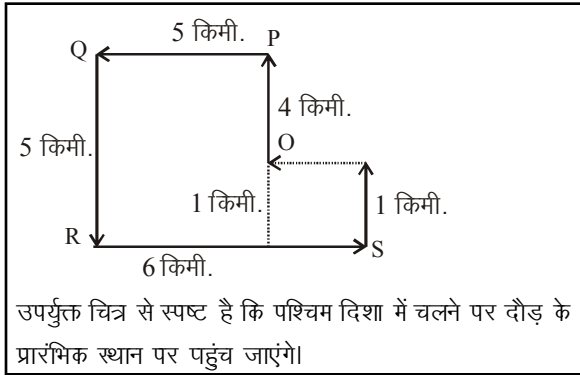 5 किमी.
Q P
4 किमी.
5 किमी. O
1 किमी. 1 किमी.
R S
6 किमी.
उपर्युक्त चित्र से स्पष्ट है कि पश्चिम दिशा में चलने पर दौड़ के
प्रारंभिक स्थान पर पहुंच जाएंगे।